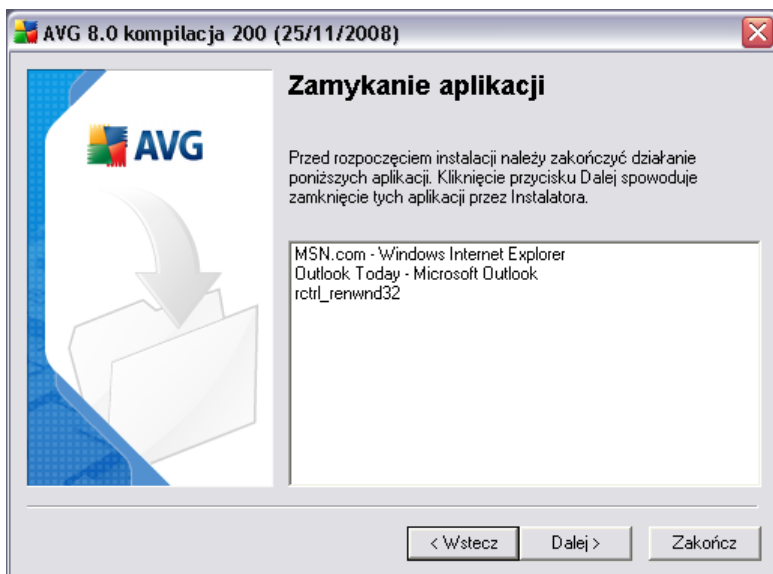 AVG 8.0 kompilacja 200 (25/11/2008)
AVG
Zamykanie aplikacji
Przed rozpoczęciem instalacji należy zakończyć działanie
poniższych aplikacji. Kliknięcie przycisku Dalej spowoduje
zamknięcie tych aplikacji przez Instalatora.
MSN.com - Windows Internet Explorer
Outlook Today - Microsoft Outlook
rctrl_renwnd32
< Wstecz Dalej > Zakończ